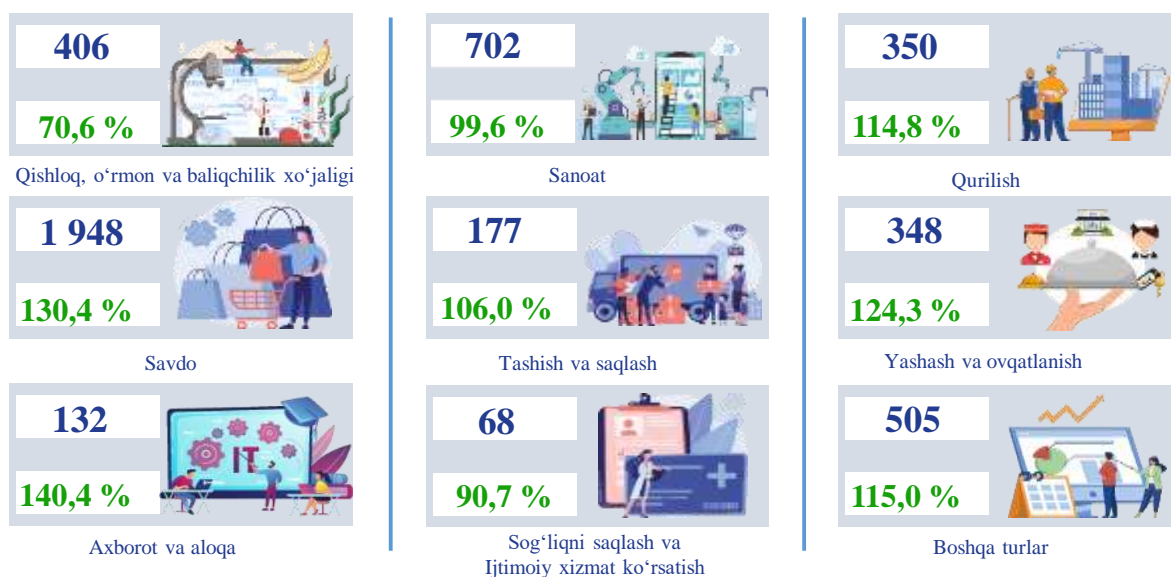 406
70,6 %
Qishloq, o‘rmon va baliqchilik xo‘jaligi
702
99,6 %
Sanoat
350
114,8 %
Qurilish
1 948
130,4 %
Savdo
177
106,0 %
Tashish va saqlash
348
124,3 %
Yashash va ovqatlanish
132
140,4 %
IT
Axborot va aloqa
68
90,7 %
Sog‘liqni saqlash va
Ijtimoiy xizmat ko‘rsatish
505
115,0 %
Boshqa turlar